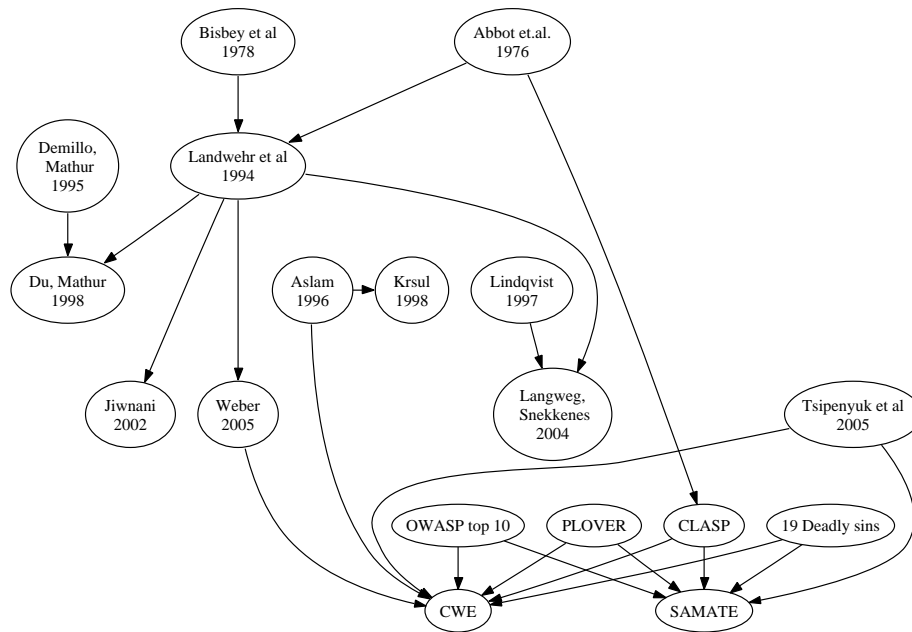 Bisbey et al
1978
Abbot et.al.
1976
Demillo,
Mathur
1995
Landwehr et al
1994
Du, Mathur
1998
Aslam
1996
Krsul
1998
Lindqvist
1997
Jiwnani
2002
Weber
2005
Langweg,
Snekkenes
2004
Tsipenyuk et al
2005
OWASP top 10
PLOVER
CLASP
19 Deadly sins
CWE
SAMATE